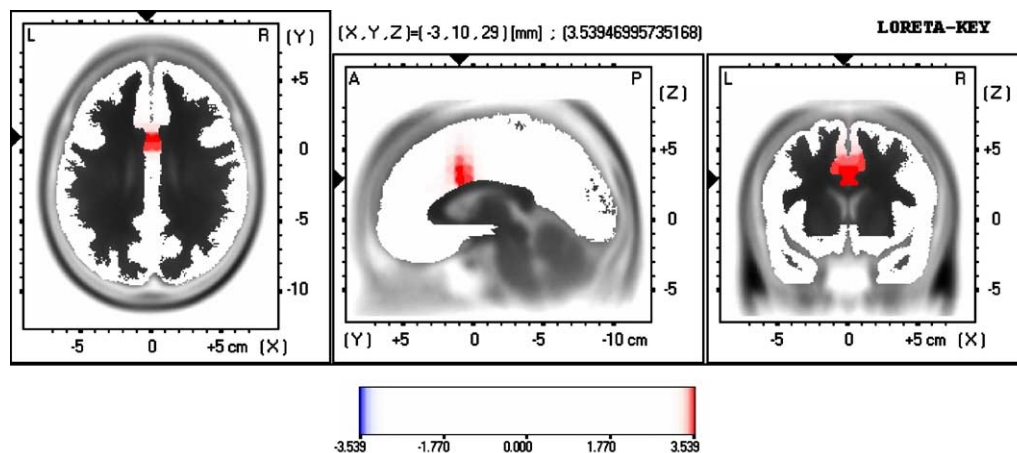 (X,Y,Z)=(-3,10,29)[mm] ; (3.53946995735168) LORETA-KEY
L R (Y)
+5
0
-5
-10
-5 0 +5 cm (X)
A P (Z)
+5
0
-5
(Y) +5 0 -5 -10 cm
L R (Z)
+5
0
-5
-5 0 +5 cm (X)
-3.539 -1.770 0.000 1.770 3.539